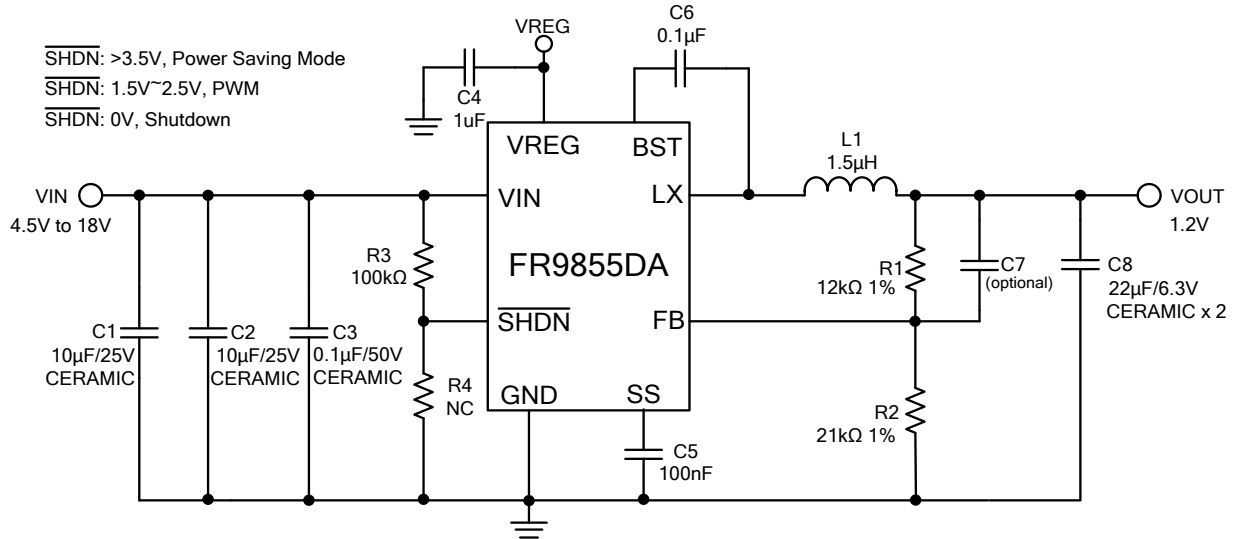 SHDN: >3.5V, Power Saving Mode
SHDN: 1.5V~2.5V, PWM
SHDN: 0V, Shutdown
VREG
C4
1uF
C6
0.1µF
VREG
BST
VIN
LX
FR9855DA
SHDN
FB
GND
SS
VIN
4.5V to 18V
C1
10µF/25V
CERAMIC
C2
10µF/25V
CERAMIC
C3
0.1µF/50V
CERAMIC
R3
100kΩ
R4
NC
C5
100nF
L1
1.5µH
R1
12kΩ 1%
C7
(optional)
R2
21kΩ 1%
C8
22µF/6.3V
CERAMIC x 2
VOUT
1.2V